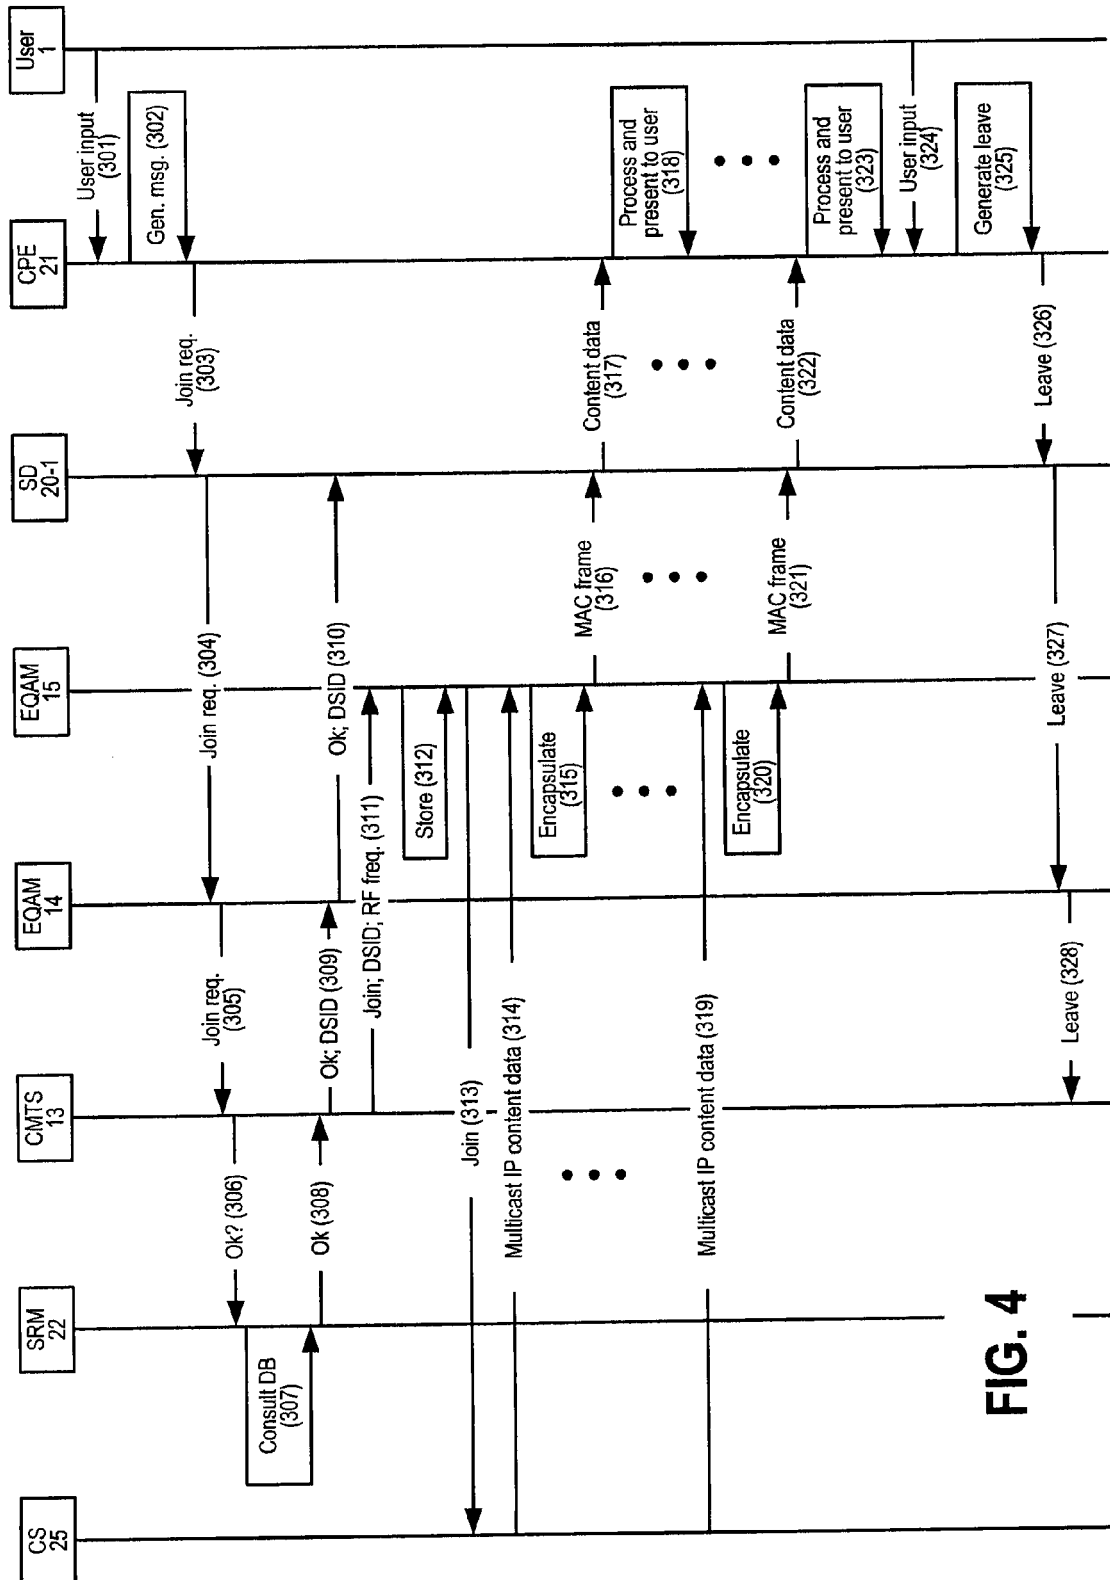 CS
25
SRM
22
CMTS
13
EQAM
14
EQAM
15
SD
20-1
CPE
21
User
1
User input
(301)
Gen. msg. (302)
Join req.
(303)
Join req. (304)
Join req.
(305)
Ok? (306)
Consult DB
(307)
Ok (308)
Ok; DSID (309)
Ok; DSID (310)
Join; DSID; RF freq. (311)
Store (312)
Join (313)
Multicast IP content data (314)
Encapsulate
(315)
MAC frame
(316)
Content data
(317)
Process and
present to user
(318)
Multicast IP content data (319)
Encapsulate
(320)
MAC frame
(321)
Content data
(322)
Process and
present to user
(323)
User input
(324)
Generate leave
(325)
Leave (326)
Leave (327)
Leave (328)
FIG. 4